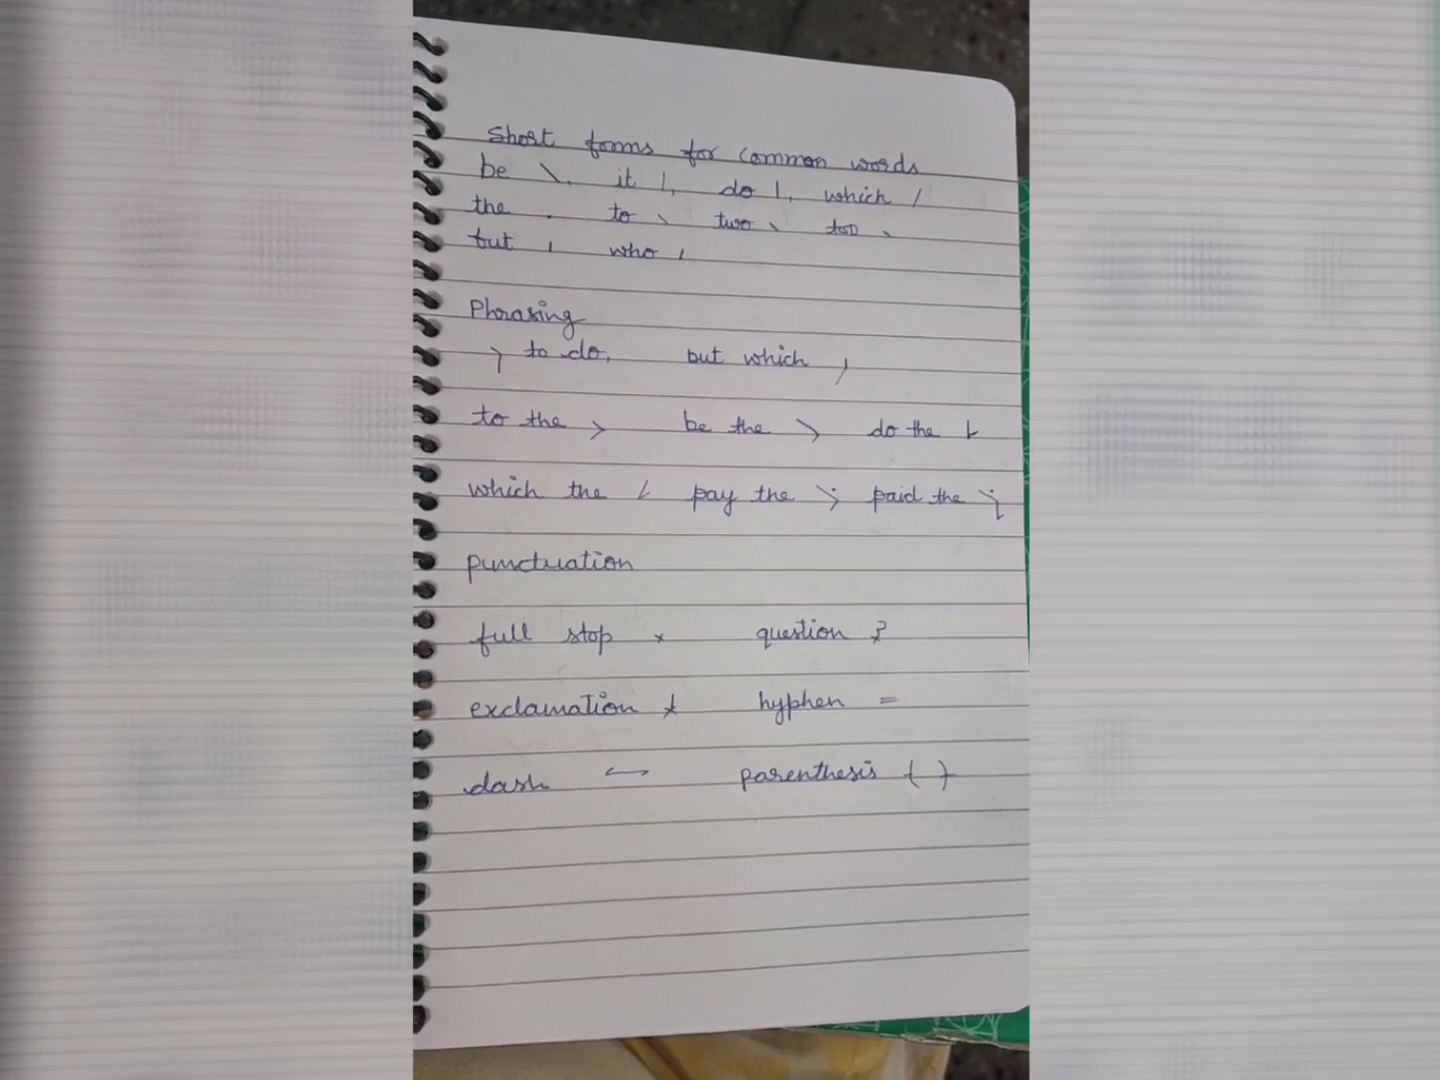 Short forms for common words
be \, it |, do |, which /
the . to \ two \ too \
but | who /
Phrasing
to do, but which
to the > be the > do the
which the pay the paid the
punctuation
full stop × question ?
exclamation hyphen =
dash parenthesis ( )